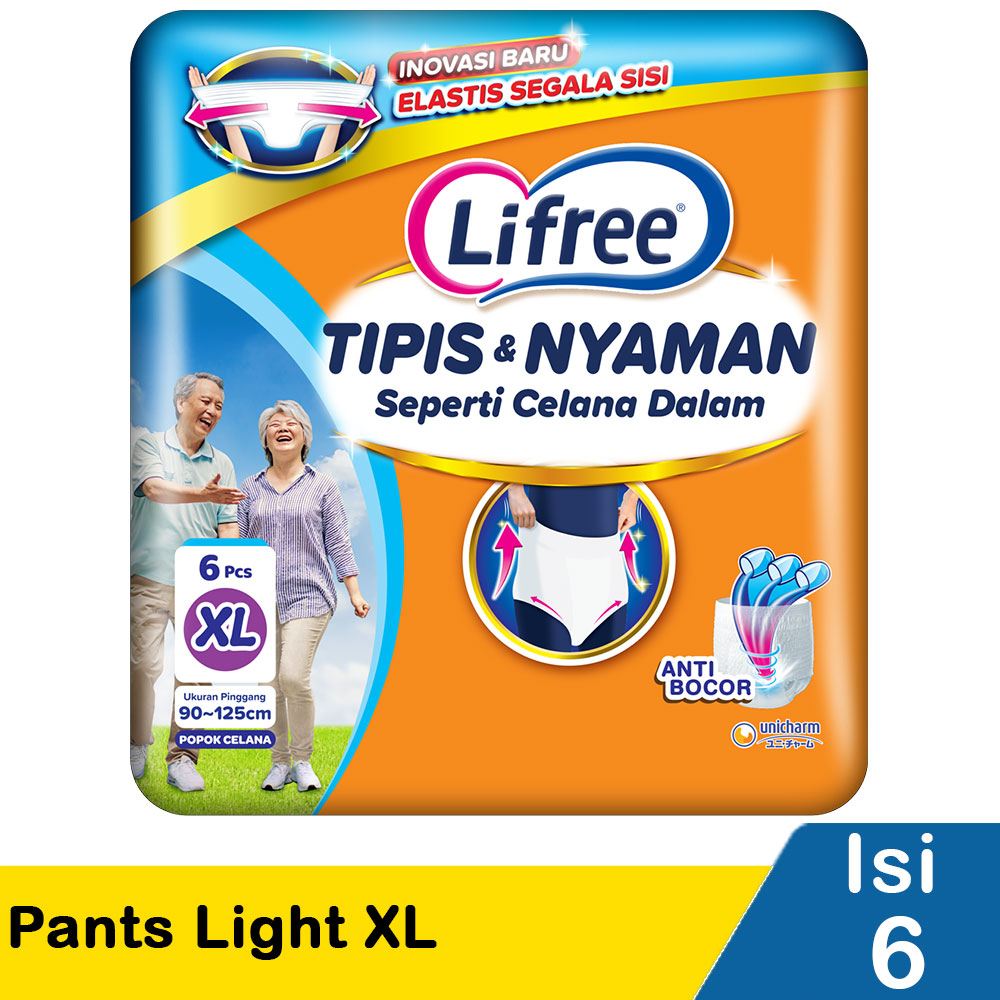 INOVASI BARU
ELASTIS SEGALA SISI
Lifree®
TIPIS & NYAMAN
Seperti Celana Dalam
6 Pcs
XL
Ukuran Pinggang
90~125cm
POPOK CELANA
ANTI
BOCOR
unicharm
ユニ・チャーム
Pants Light XL
Isi
6